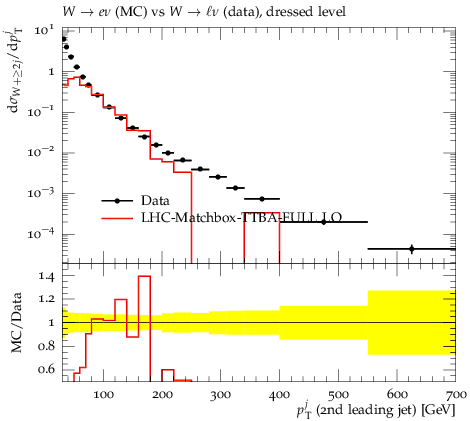 W → eν (MC) vs W → ℓν (data), dressed level
dσ_{W+≥2j}/dp_T^j
10^1
1
10^{-1}
10^{-2}
10^{-3}
10^{-4}
Data
LHC-Matchbox-TTBA-FULL LO
MC/Data
1.4
1.2
1
0.8
0.6
100 200 300 400 500 600 700
p_T^j (2nd leading jet) [GeV]